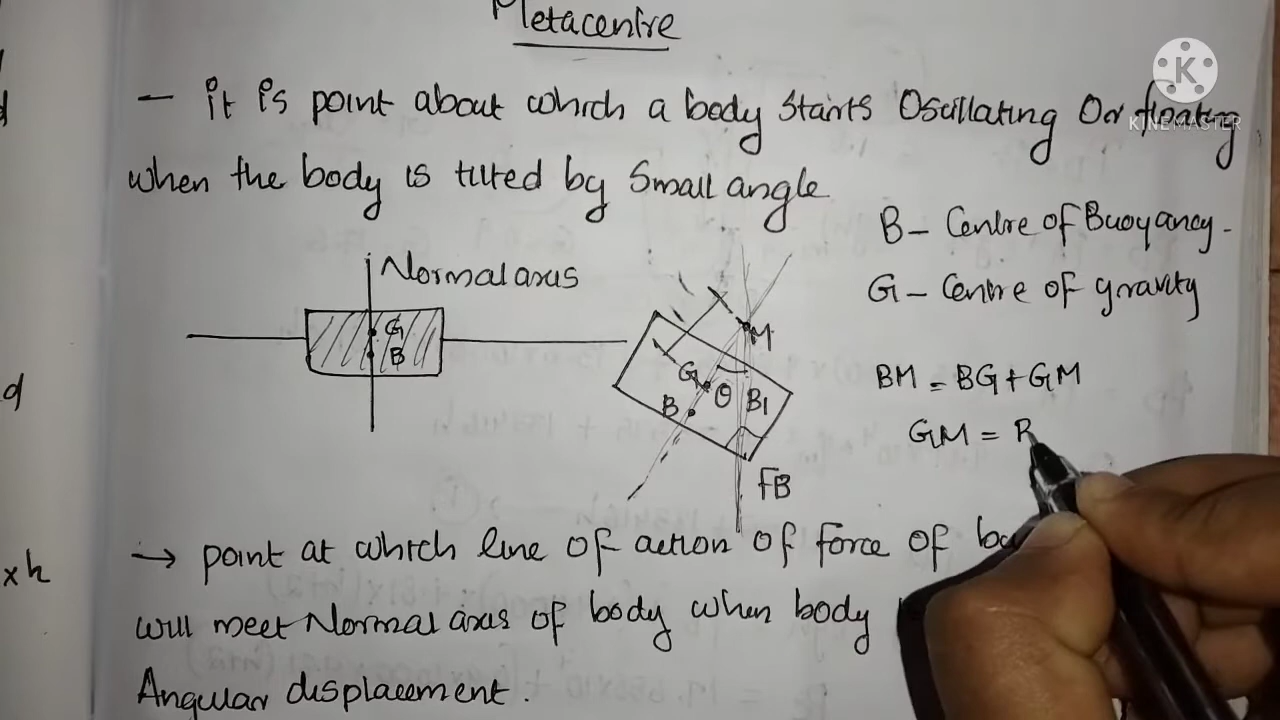 Metacentre
- it is point about which a body starts Oscillating Or floating
when the body is tilted by Small angle
B - Centre of Buoyancy.
G - Centre of gravity
Normal axis
G
B
M
G
θ
B
B1
FB
BM = BG + GM
GM = B
→ point at which line of action of force of
will meet Normal axis of body when body
Angular displacement.
d
x h
K
KINEMASTER